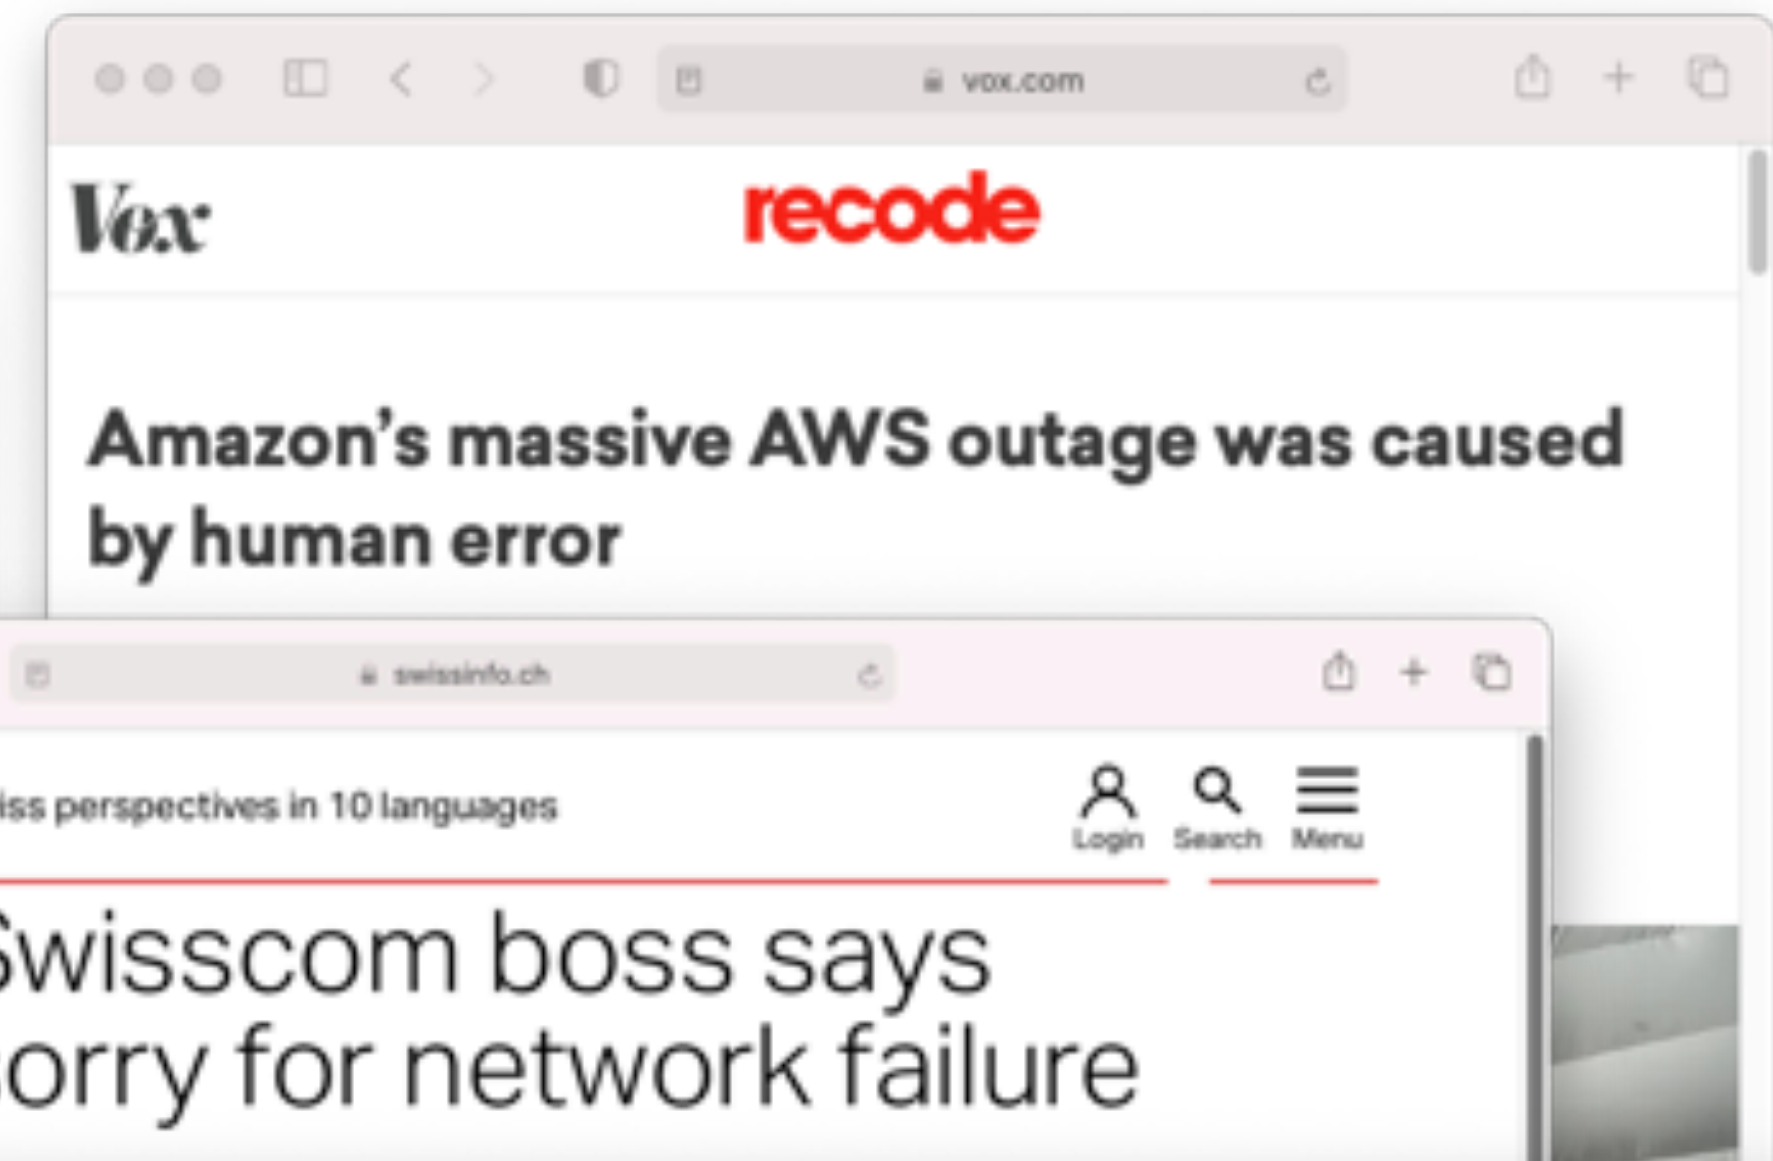 vox.com
Vox
recode
Amazon's massive AWS outage was caused
by human error
swissinfo.ch
iss perspectives in 10 languages
Login Search Menu
Swisscom boss says
orry for network failure